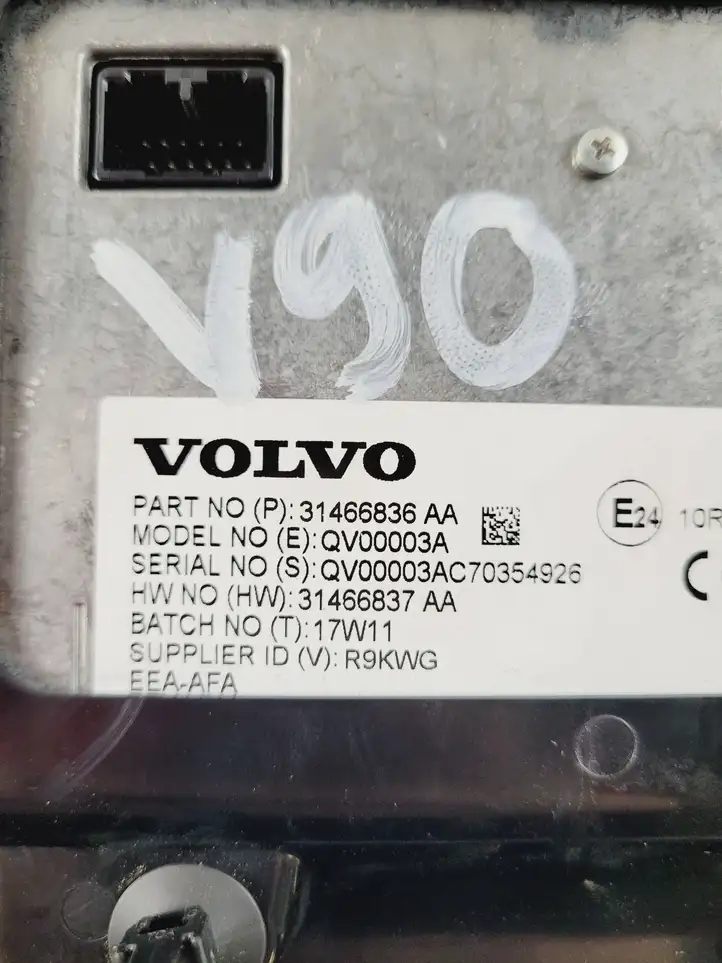 V90
VOLVO
PART NO (P): 31466836 AA
MODEL NO (E): QV00003A
SERIAL NO (S): QV00003AC70354926
HW NO (HW): 31466837 AA
BATCH NO (T): 17W11
SUPPLIER ID (V): R9KWG
EEA-AFA
E24 10R